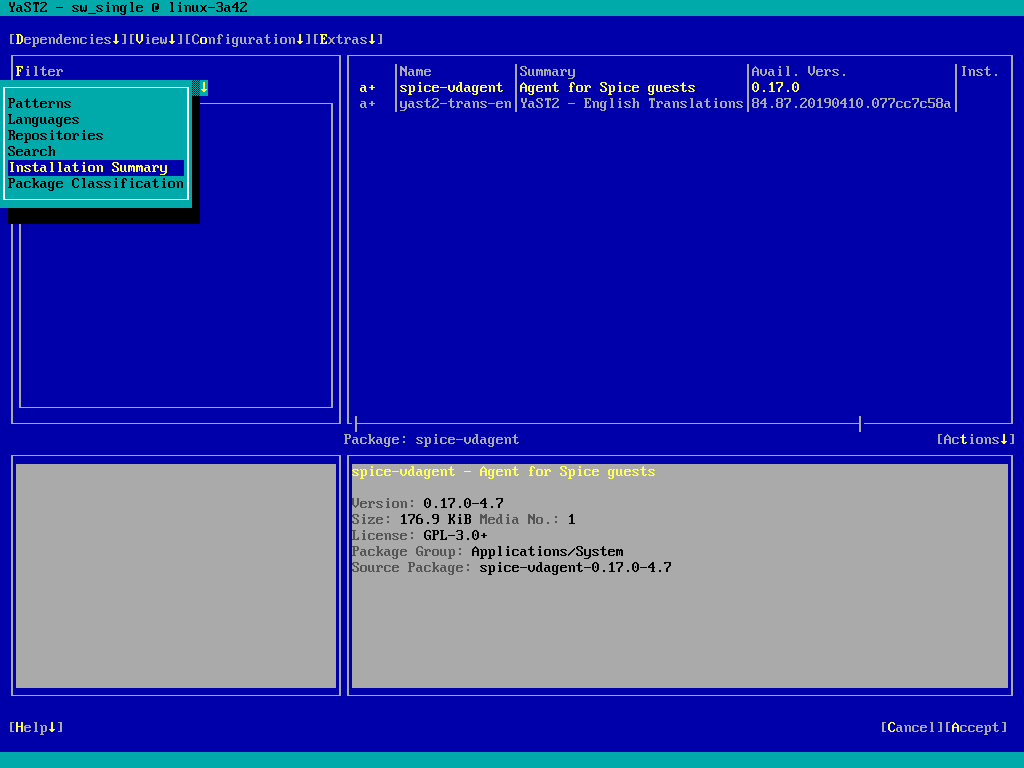 YaST2 - sw_single @ linux-3a42
[Dependencies↓][View↓][Configuration↓][Extras↓]
Filter
Patterns
Languages
Repositories
Search
Installation Summary
Package Classification
Name Summary Avail. Vers. Inst.
a+ spice-vdagent Agent for Spice guests 0.17.0
a+ yast2-trans-en YaST2 - English Translations 84.87.20190410.077cc7c58a
Package: spice-vdagent [Actions↓]
spice-vdagent - Agent for Spice guests
Version: 0.17.0-4.7
Size: 176.9 KiB Media No.: 1
License: GPL-3.0+
Package Group: Applications/System
Source Package: spice-vdagent-0.17.0-4.7
[Help↓] [Cancel][Accept]